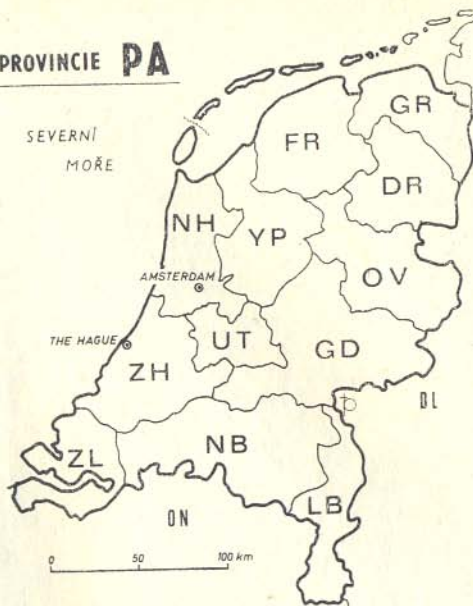 PROVINCIE PA
SEVERNÍ
MOŘE
GR
FR
DR
NH
YP
OV
AMSTERDAM
THE HAGUE
UT
GD
ZH
DL
ZL
NB
LB
ON
0 50 100 km